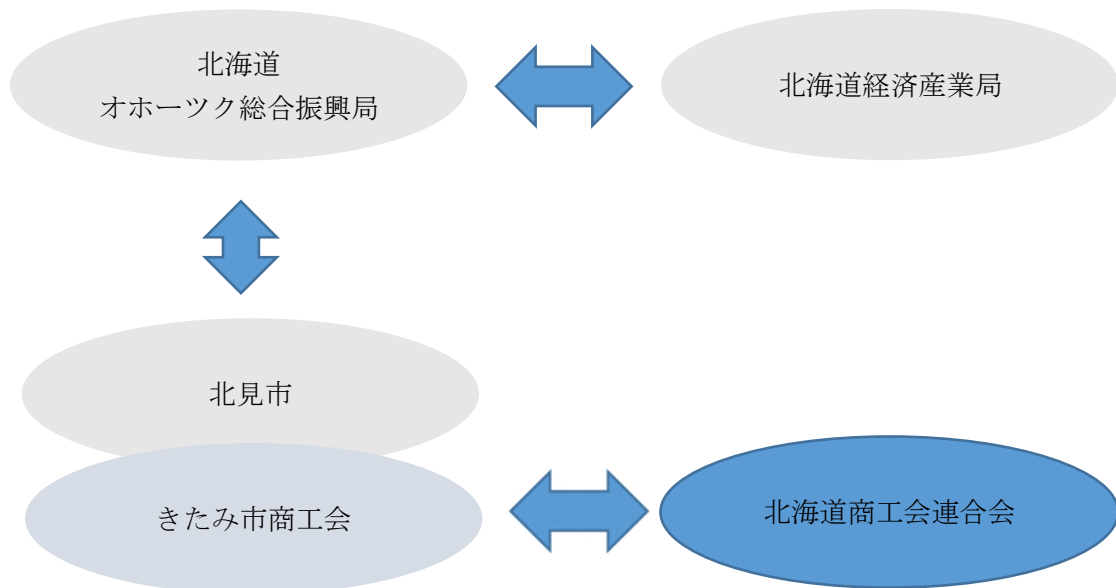 北海道
オホーツク総合振興局
北海道経済産業局
北見市
きたみ市商工会
北海道商工会連合会